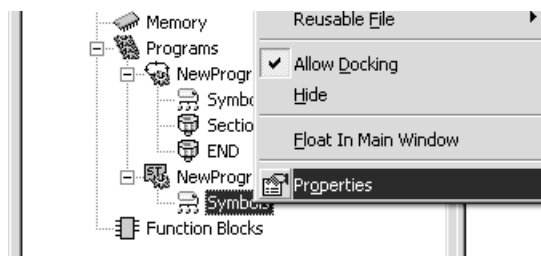 Memory
Reusable File
Programs
NewProgr
Allow Docking
Symbo
Hide
Sectio
END
Float In Main Window
NewProgr
Properties
Symbols
Function Blocks